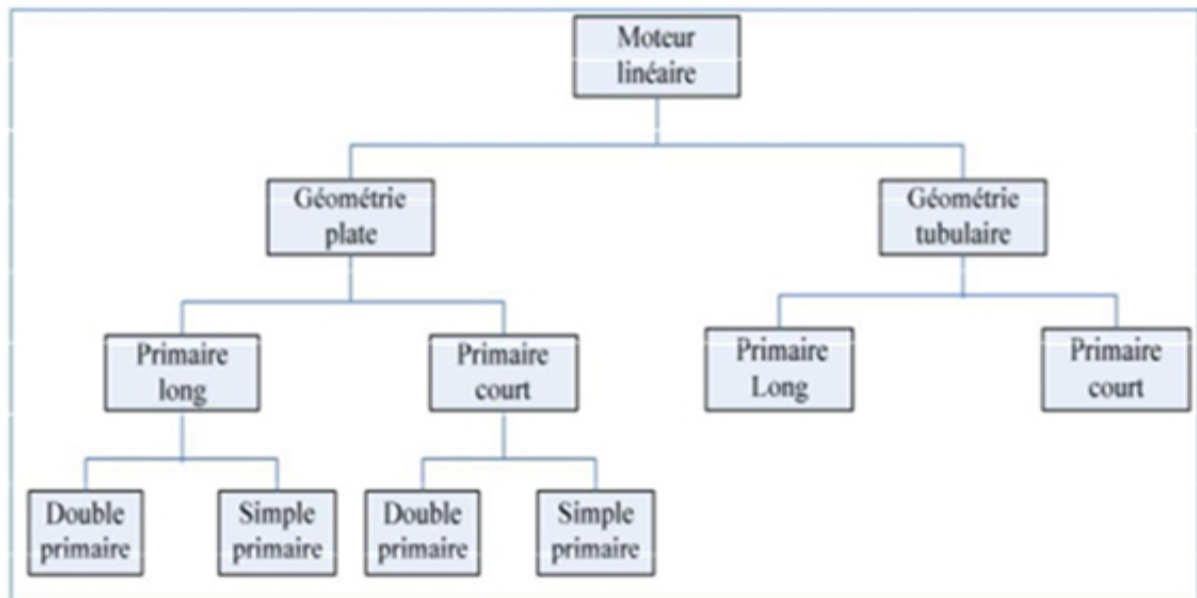 Moteur
linéaire
Géométrie
plate
Géométrie
tubulaire
Primaire
long
Primaire
court
Primaire
Long
Primaire
court
Double
primaire
Simple
primaire
Double
primaire
Simple
primaire